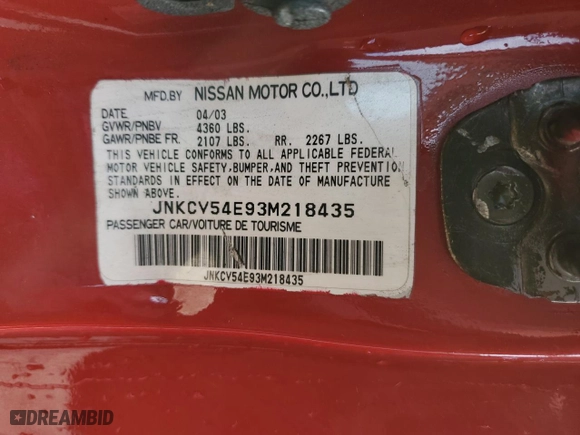 MFD.BY NISSAN MOTOR CO.,LTD
DATE 04/03
GVWR/PNBV 4360 LBS.
GAWR/PNBE FR. 2107 LBS. RR. 2267 LBS.
THIS VEHICLE CONFORMS TO ALL APPLICABLE FEDERAL
MOTOR VEHICLE SAFETY,BUMPER,AND THEFT PREVENTION
STANDARDS IN EFFECT ON THE DATE OF MANUFACTURE
SHOWN ABOVE.
JNKCV54E93M218435
PASSENGER CAR/VOITURE DE TOURISME
JNKCV54E93M218435
DREAMBID